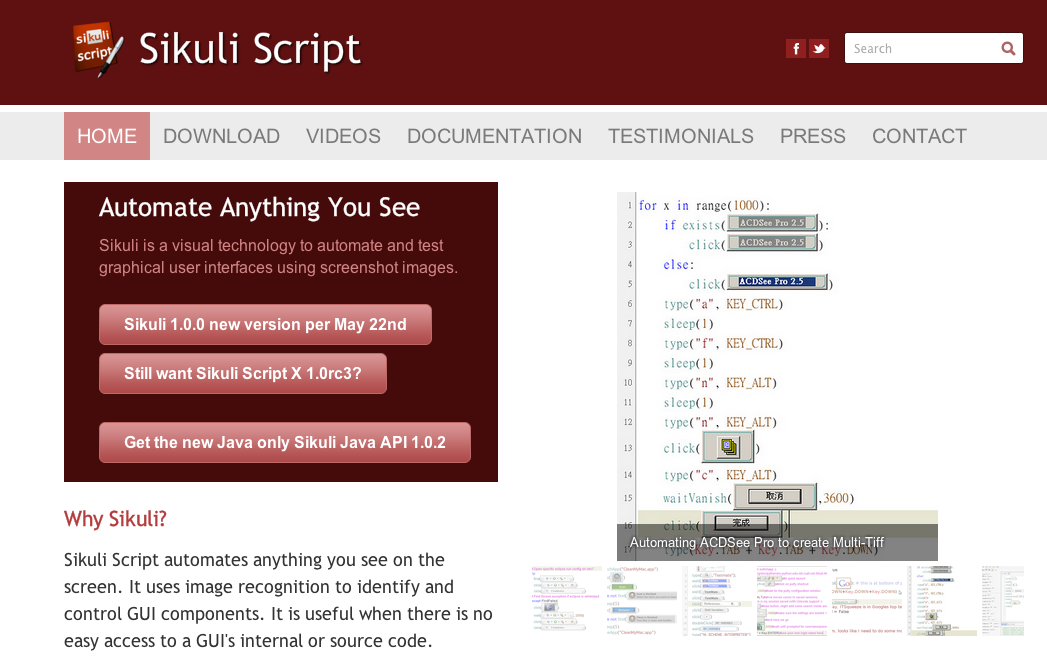 sikuli
script
Sikuli Script
Search
HOME DOWNLOAD VIDEOS DOCUMENTATION TESTIMONIALS PRESS CONTACT
Automate Anything You See
Sikuli is a visual technology to automate and test
graphical user interfaces using screenshot images.
Sikuli 1.0.0 new version per May 22nd
Still want Sikuli Script X 1.0rc3?
Get the new Java only Sikuli Java API 1.0.2
Why Sikuli?
Sikuli Script automates anything you see on the
screen. It uses image recognition to identify and
control GUI components. It is useful when there is no
easy access to a GUI's internal or source code.
1 for x in range(1000):
2 if exists( ACDSee Pro 2.5 ):
3 click( ACDSee Pro 2.5 )
4 else:
5 click( ACDSee Pro 2.5 )
6 type("a", KEY_CTRL)
7 sleep(1)
8 type("f", KEY_CTRL)
9 sleep(1)
10 type("n", KEY_ALT)
11 sleep(1)
12 type("n", KEY_ALT)
13 click( )
14 type("c", KEY_ALT)
15 waitVanish( 取消 ,3600)
16 click( 完成 )
17 type(Key.TAB + Key.TAB + Key.DOWN)
Automating ACDSee Pro to create Multi-Tiff